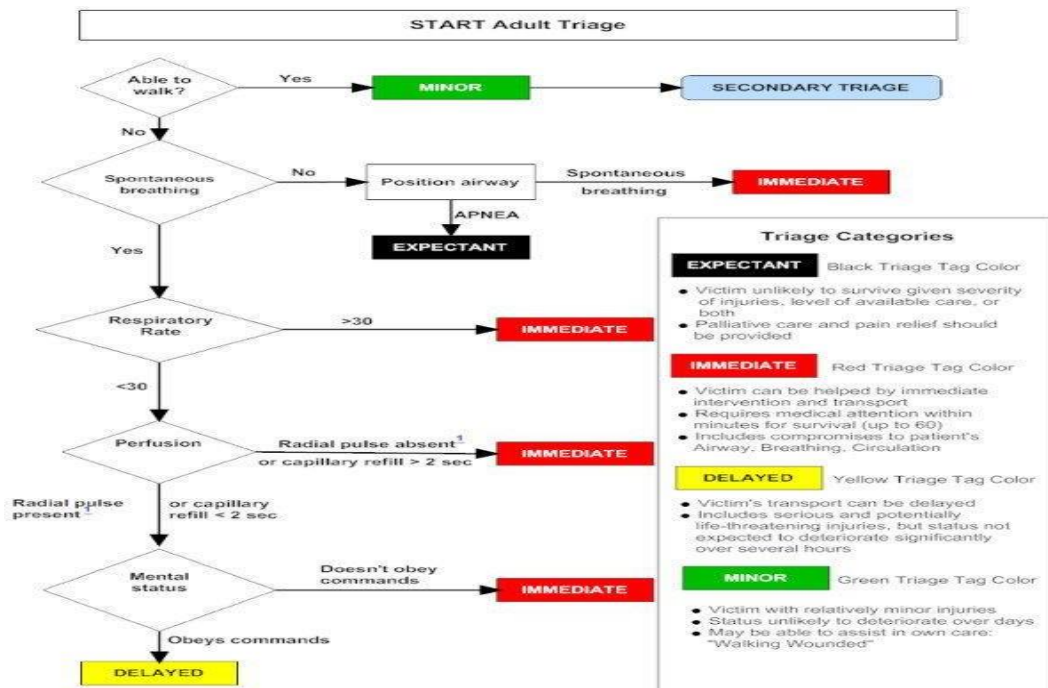 START Adult Triage
Able to
walk?
Yes
MINOR
SECONDARY TRIAGE
No
Spontaneous
breathing
No
Position airway
Spontaneous
breathing
IMMEDIATE
APNEA
EXPECTANT
Yes
Respiratory
Rate
>30
IMMEDIATE
<30
Perfusion
Radial pulse absent1
or capillary refill > 2 sec
IMMEDIATE
Radial pulse
present1
or capillary
refill < 2 sec
Mental
status
Doesn't obey
commands
IMMEDIATE
Obeys commands
DELAYED
Triage Categories
EXPECTANT Black Triage Tag Color
• Victim unlikely to survive given severity
of injuries, level of available care, or
both
• Palliative care and pain relief should
be provided
IMMEDIATE Red Triage Tag Color
• Victim can be helped by immediate
intervention and transport
• Requires medical attention within
minutes for survival (up to 60)
• Includes compromises to patient's
Airway, Breathing, Circulation
DELAYED Yellow Triage Tag Color
• Victim's transport can be delayed
• Includes serious and potentially
life-threatening injuries, but status not
expected to deteriorate significantly
over several hours
MINOR Green Triage Tag Color
• Victim with relatively minor injuries
• Status unlikely to deteriorate over days
• May be able to assist in own care:
"Walking Wounded"